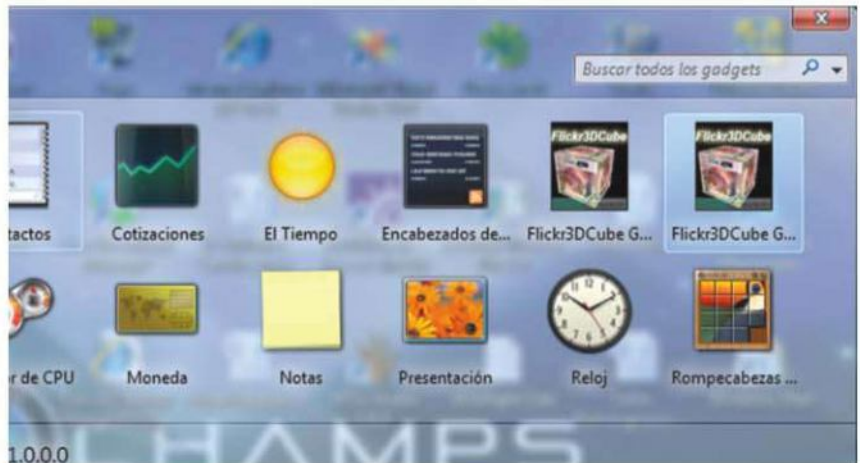 Buscar todos los gadgets
Flickr3DCube
Flickr3DCube
tactos
Cotizaciones
El Tiempo
Encabezados de...
Flickr3DCube G...
Flickr3DCube G...
r de CPU
Moneda
Notas
Presentación
Reloj
Rompecabezas ...
CHAMPS
1.0.0.0